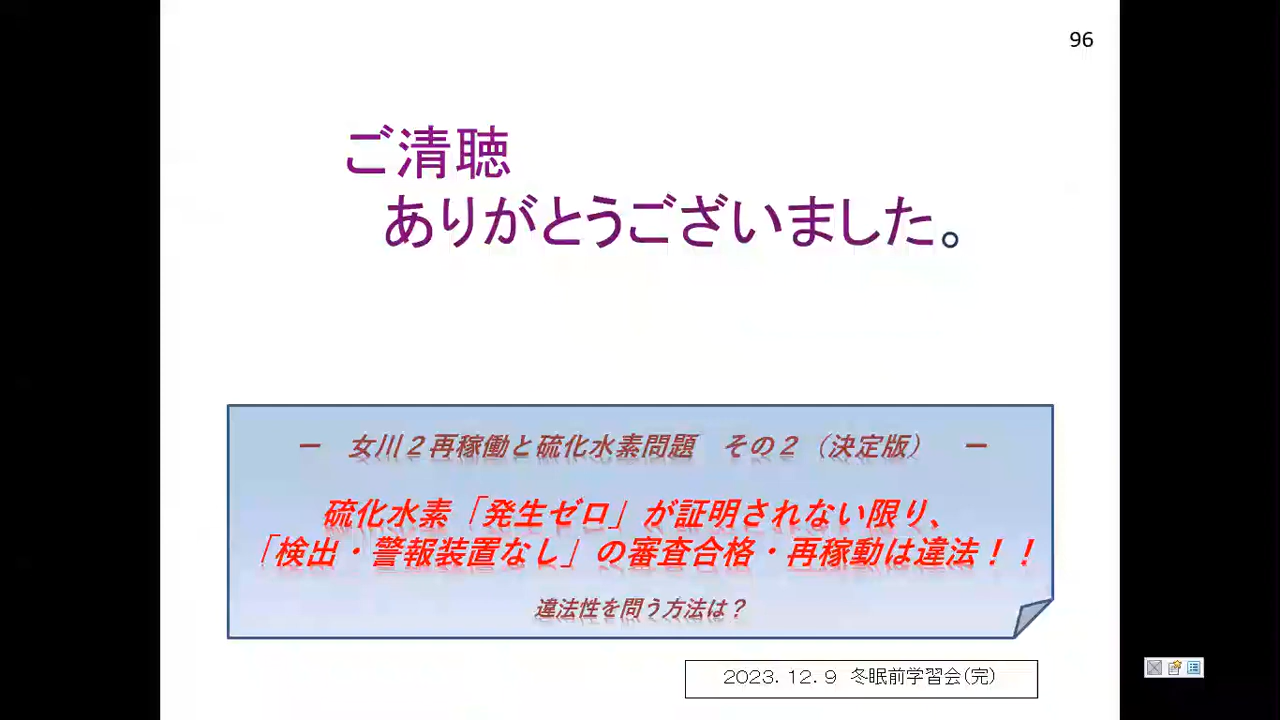 96
ご清聴
ありがとうございました。
ー　女川２再稼働と硫化水素問題　その２（決定版）　ー
硫化水素「発生ゼロ」が証明されない限り、
「検出・警報装置なし」の審査合格・再稼動は違法！！
違法性を問う方法は？
２０２３．１２．９　冬眠前学習会（完）